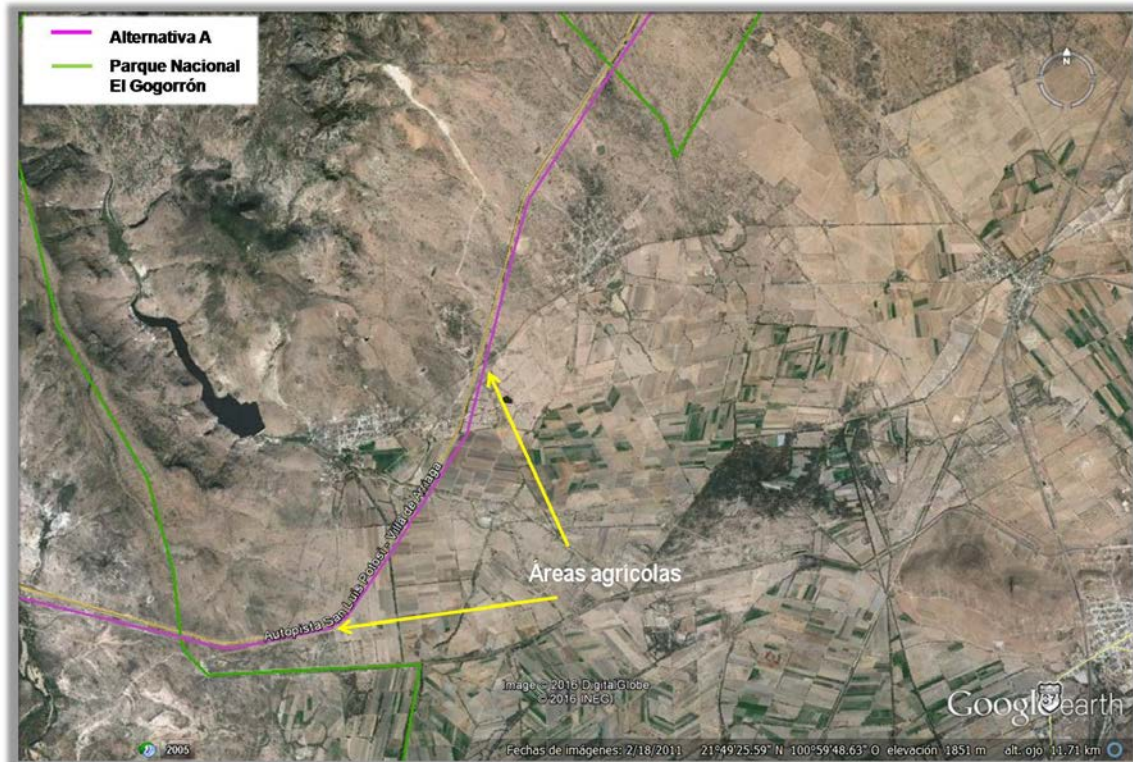 Alternativa A
Parque Nacional
El Gogorrón
N
Autopista San Luis Potosí - Villa de Arriaga
Áreas agrícolas
Image © 2016 DigitalGlobe
© 2016 INEGI
Google earth
37
2005
Fechas de imágenes: 2/18/2011 21°49'25.59" N 100°59'48.63" O elevación 1851 m alt. ojo 11.71 km